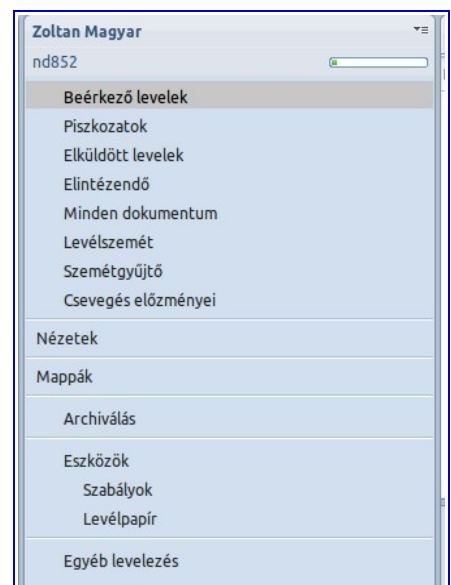 Zoltan Magyar
nd852
Beérkező levelek
Piszkozatok
Elküldött levelek
Elintézendő
Minden dokumentum
Levélszemét
Szemétgyűjtő
Csevegés előzményei
Nézetek
Mappák
Archiválás
Eszközök
Szabályok
Levélpapír
Egyéb levelezés